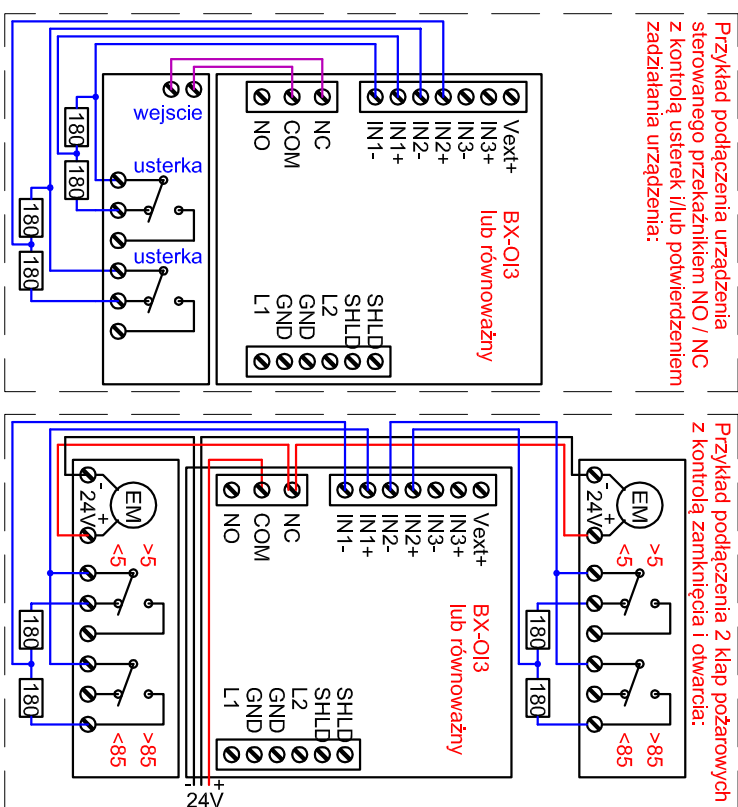 Przykład podłączenia urządzenia
sterowanego przekaźnikiem NO / NC
z kontrolą usterek i/lub potwierdzeniem
zadziałania urządzenia:
wejscie
usterka
usterka
180
180
180
180
NO
COM
NC
IN1-
IN1+
IN2-
IN2+
IN3-
IN3+
Vext+
BX-OI3
lub równoważny
L1
GND
GND
L2
SHLD
SHLD
Przykład podłączenia 2 klap pożarowych
z kontrolą zamknięcia i otwarcia:
EM
- 24V +
<5
>5
<85
>85
180
180
NO
COM
NC
IN1-
IN1+
IN2-
IN2+
IN3-
IN3+
Vext+
BX-OI3
lub równoważny
L1
GND
GND
L2
SHLD
SHLD
- +
24V
EM
- 24V +
<5
>5
<85
>85
180
180